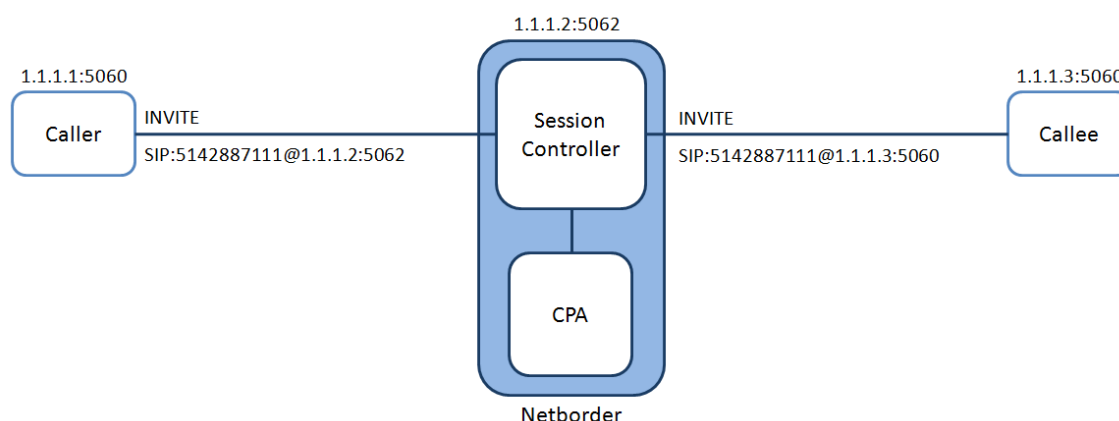 1.1.1.2:5062
1.1.1.1:5060
1.1.1.3:5060
Caller
INVITE
SIP:5142887111@1.1.1.2:5062
Session
Controller
INVITE
SIP:5142887111@1.1.1.3:5060
Callee
CPA
Netborder